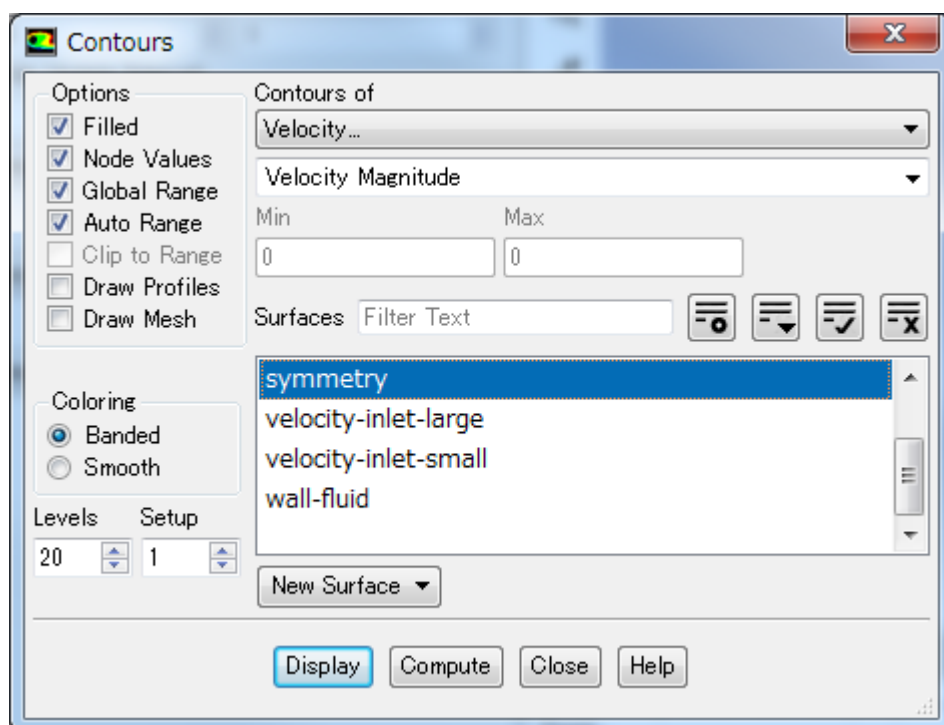 Contours
Options
Filled
Node Values
Global Range
Auto Range
Clip to Range
Draw Profiles
Draw Mesh
Coloring
Banded
Smooth
Levels Setup
20 1
Contours of
Velocity...
Velocity Magnitude
Min Max
0 0
Surfaces Filter Text
symmetry
velocity-inlet-large
velocity-inlet-small
wall-fluid
New Surface
Display Compute Close Help